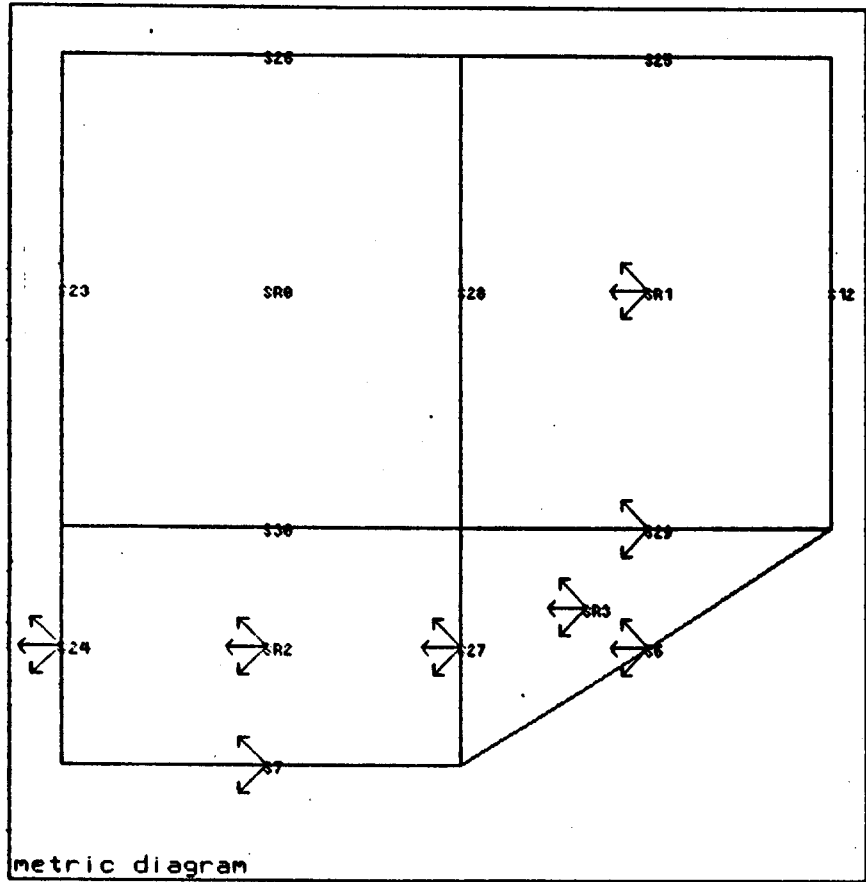 S26 S25
S23 SR0 S28 SR1 S12
S30 S29
SR3
S24 SR2 S27 S6
S7
metric diagram